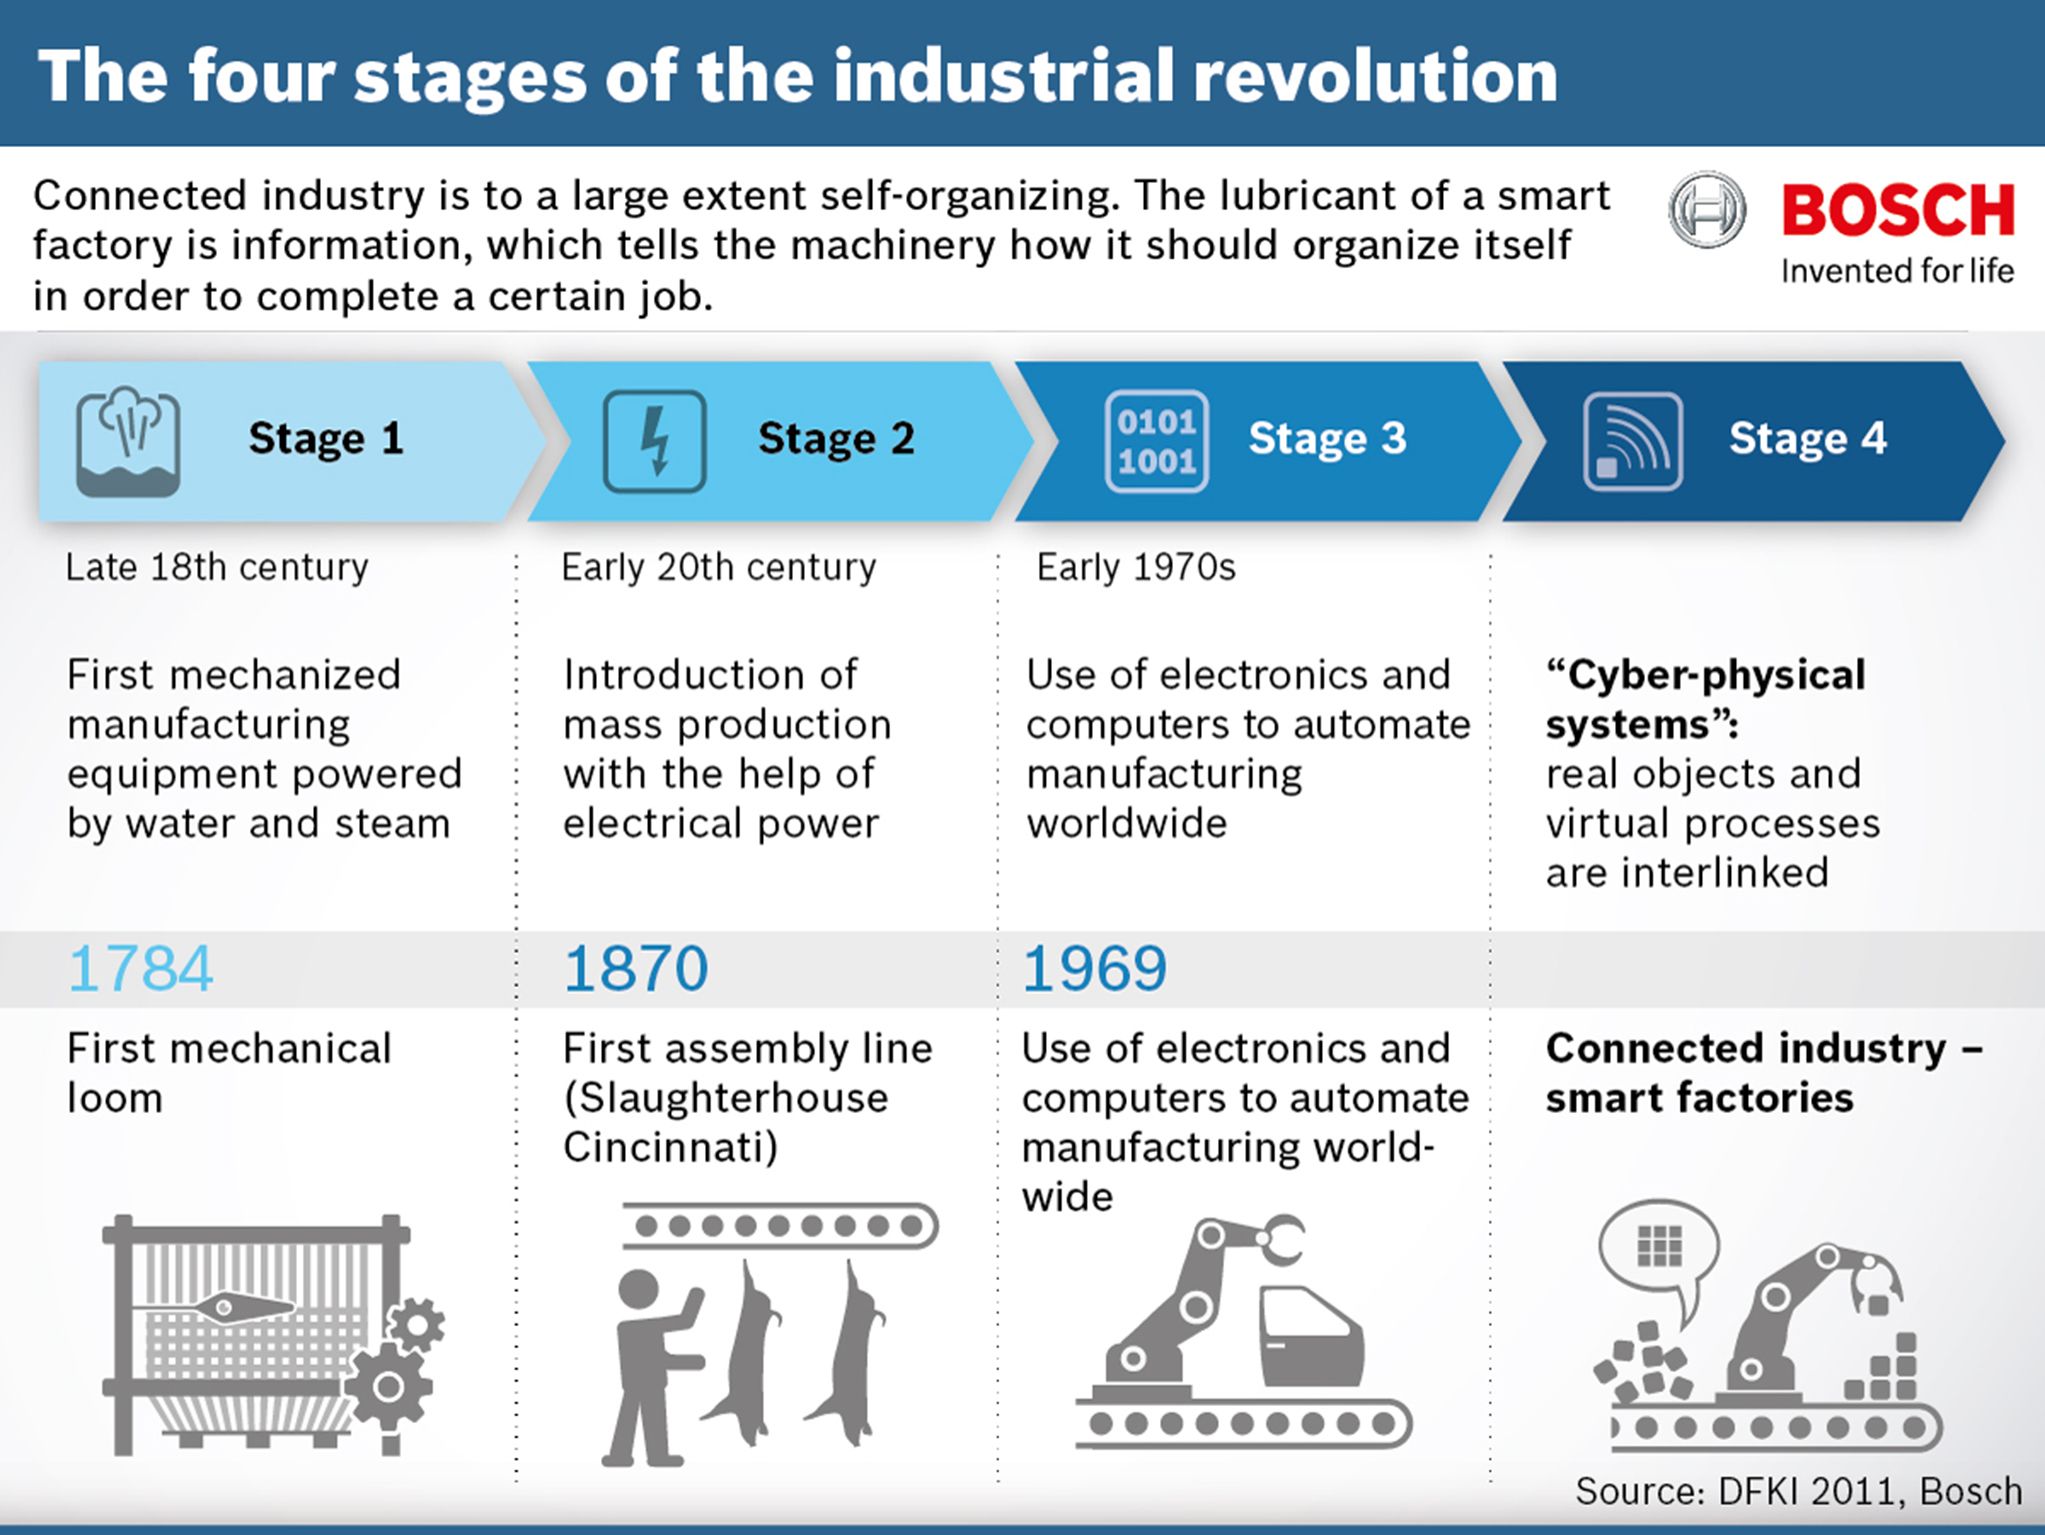 The four stages of the industrial revolution
Connected industry is to a large extent self-organizing. The lubricant of a smart
factory is information, which tells the machinery how it should organize itself
in order to complete a certain job.
BOSCH
Invented for life
Stage 1
Stage 2
0101
1001
Stage 3
Stage 4
Late 18th century
First mechanized
manufacturing
equipment powered
by water and steam
Early 20th century
Introduction of
mass production
with the help of
electrical power
Early 1970s
Use of electronics and
computers to automate
manufacturing
worldwide
“Cyber-physical
systems”:
real objects and
virtual processes
are interlinked
1784
First mechanical
loom
1870
First assembly line
(Slaughterhouse
Cincinnati)
1969
Use of electronics and
computers to automate
manufacturing world-
wide
Connected industry –
smart factories
Source: DFKI 2011, Bosch